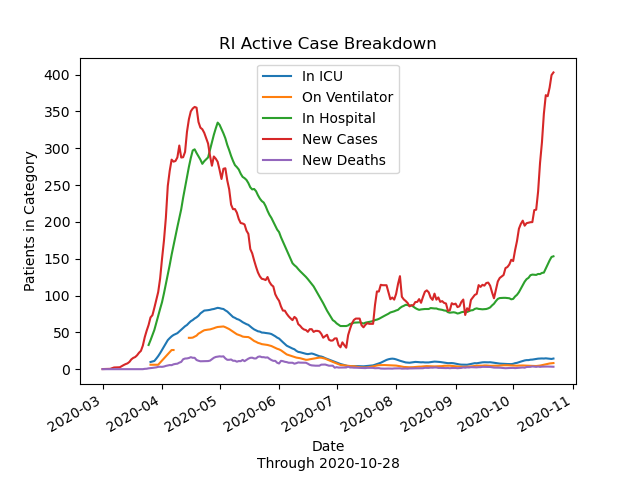 RI Active Case Breakdown
In ICU
On Ventilator
In Hospital
New Cases
New Deaths
Patients in Category
400
350
300
250
200
150
100
50
0
2020-03
2020-04
2020-05
2020-06
2020-07
2020-08
2020-09
2020-10
2020-11
Date
Through 2020-10-28